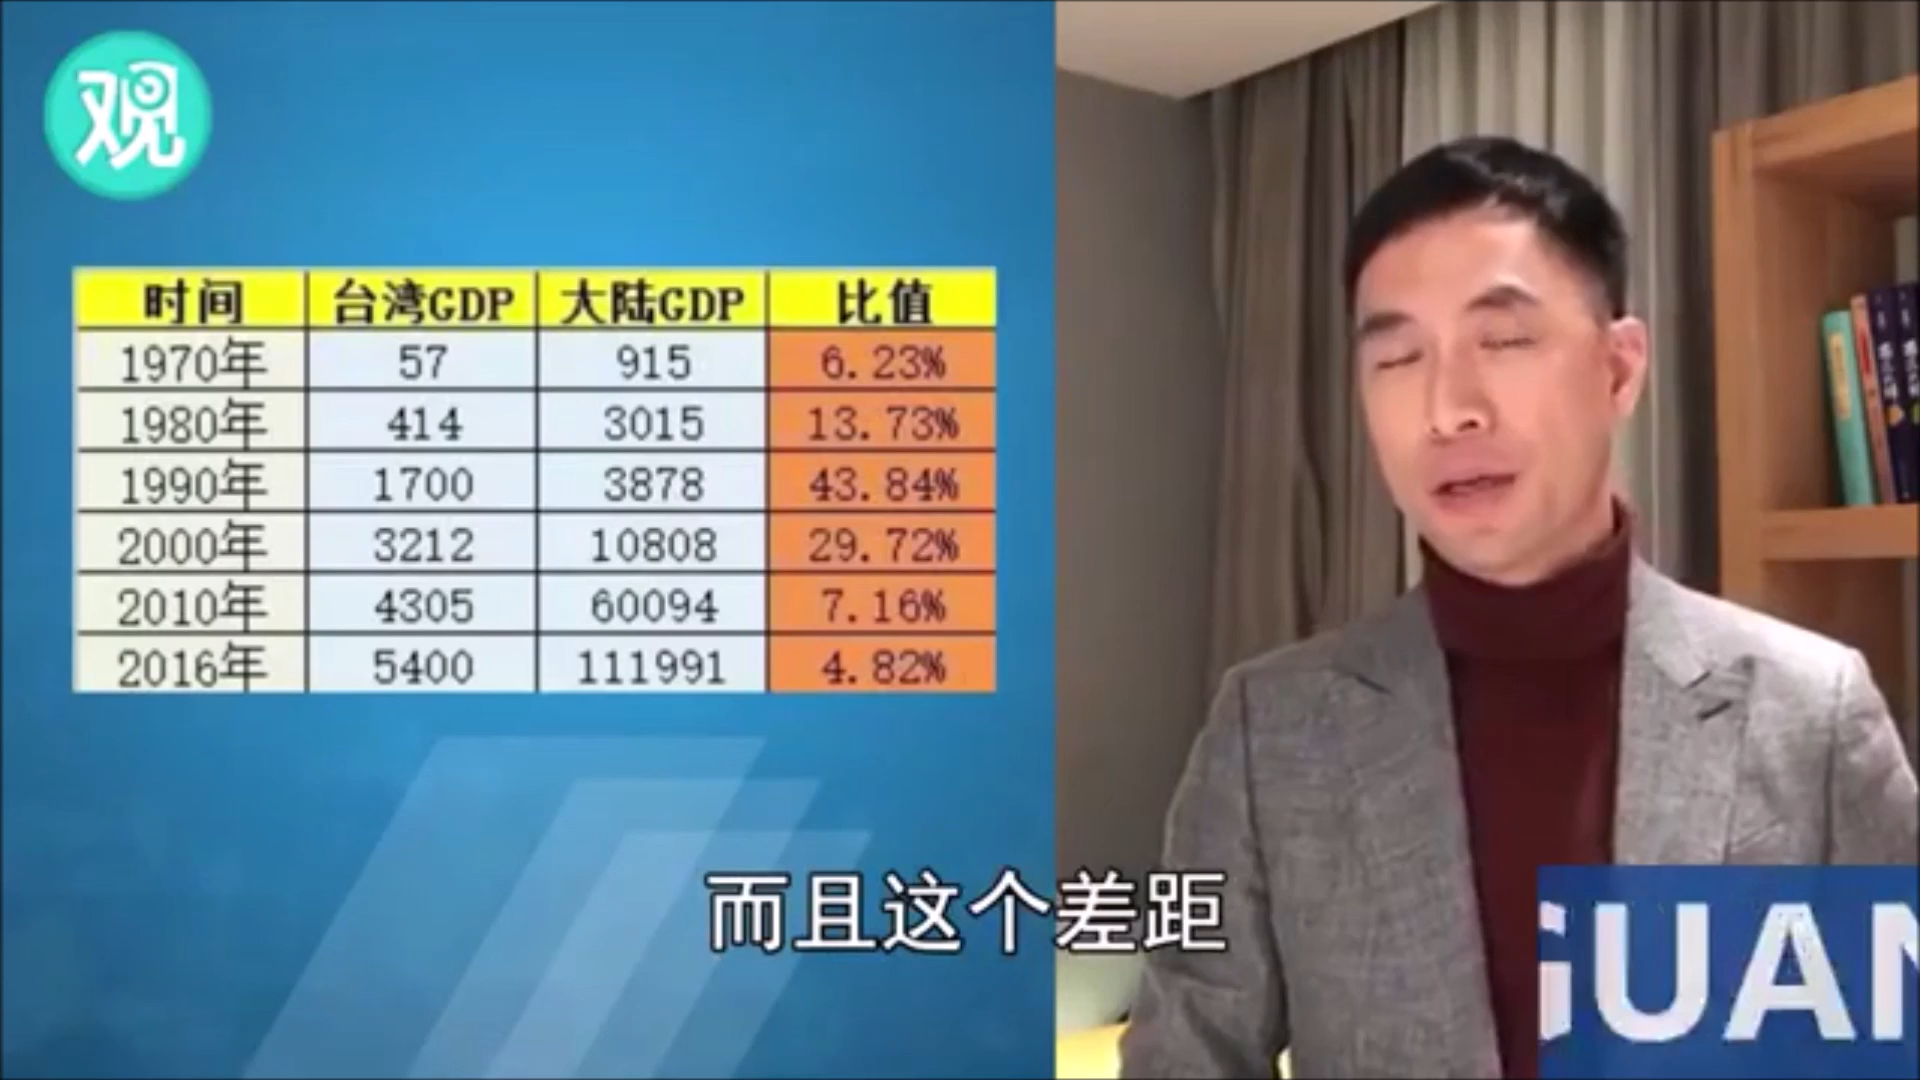 观
时间 台湾GDP 大陆GDP 比值
1970年 57 915 6.23%
1980年 414 3015 13.73%
1990年 1700 3878 43.84%
2000年 3212 10808 29.72%
2010年 4305 60094 7.16%
2016年 5400 111991 4.82%
而且这个差距
GUAN